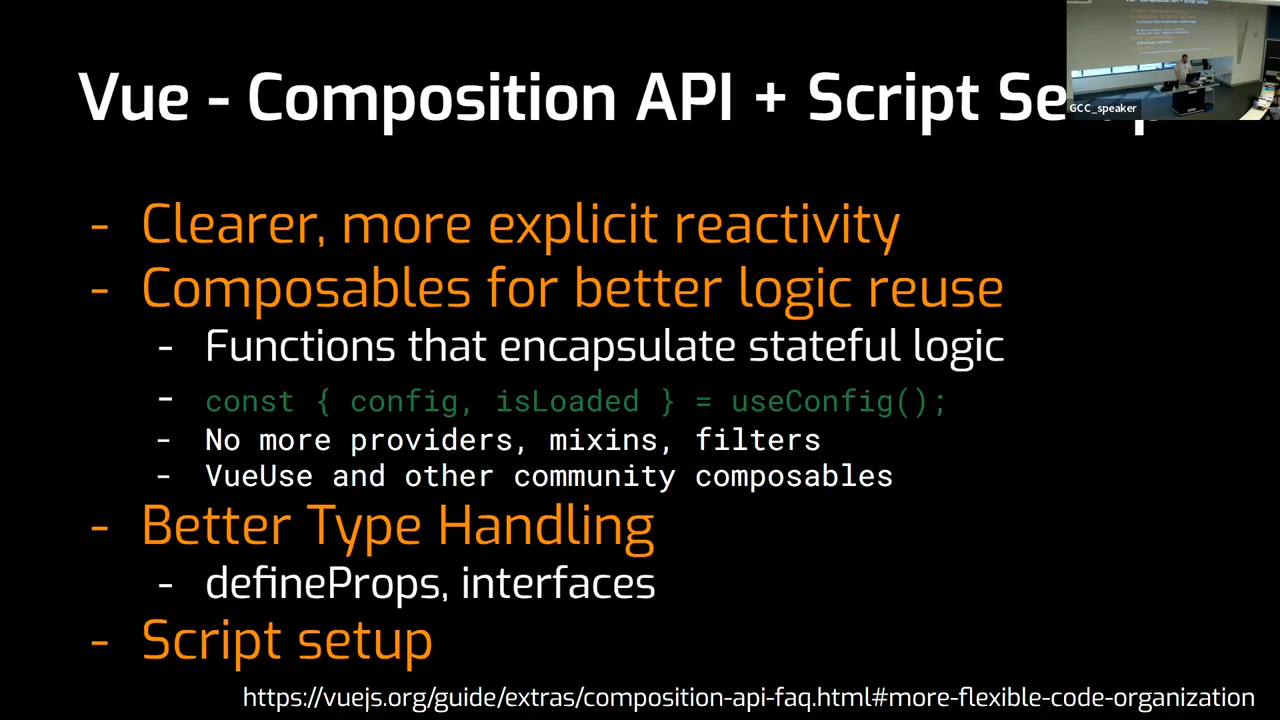 Vue - Composition API + Script Setup
GCC_speaker
- Clearer, more explicit reactivity
- Composables for better logic reuse
- Functions that encapsulate stateful logic
- const { config, isLoaded } = useConfig();
- No more providers, mixins, filters
- VueUse and other community composables
- Better Type Handling
- defineProps, interfaces
- Script setup
https://vuejs.org/guide/extras/composition-api-faq.html#more-flexible-code-organization